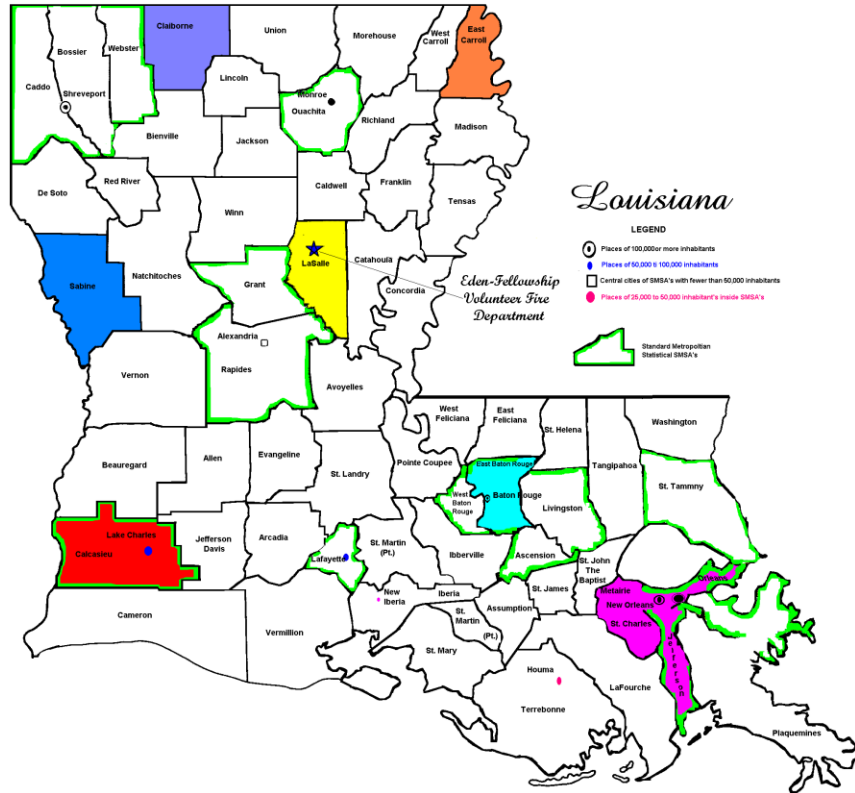 Claiborne
Union
Morehouse
West
Carroll
East
Carroll
Bossier
Webster
Caddo
Shreveport
Lincoln
Monroe
Ouachita
Richland
Madison
Bienville
Jackson
De Soto
Red River
Caldwell
Franklin
Tensas
Winn
Natchitoches
Sabine
Grant
LaSalle
Catahoula
Concordia
Eden-Fellowship
Volunteer Fire
Department
Louisiana
LEGEND
Places of 100,000or more inhabitants
Places of 50,000 ti 100,000 inhabitants
Central cities of SMSA's with fewer than 50,000 inhabitants
Places of 25,000 to 50,000 inhabitant's inside SMSA's
Standard Metropoltian
Statistical SMSA's
Alexandria
Rapides
Vernon
Avoyelles
West
Feliciana
East
Feliciana
St. Helena
Washington
Beauregard
Allen
Evangeline
St. Landry
Pointe Coupee
East Baton Rouge
West
Baton
Rouge
Baton Rouge
Livingston
Tangipahoa
St. Tammny
Lake Charles
Calcasieu
Jefferson
Davis
Arcadia
Lafayette
St. Martin
(Pt.)
Ibberville
Ascension
St. John
The
Baptist
Orleans
Metairie
New Orleans
St. Charles
Jefferson
Cameron
Vermillion
New
Iberia
Iberia
St.
Martin
(Pt.)
Assumption
St. James
St. Mary
Houma
Terrebonne
LaFourche
Plaquemines